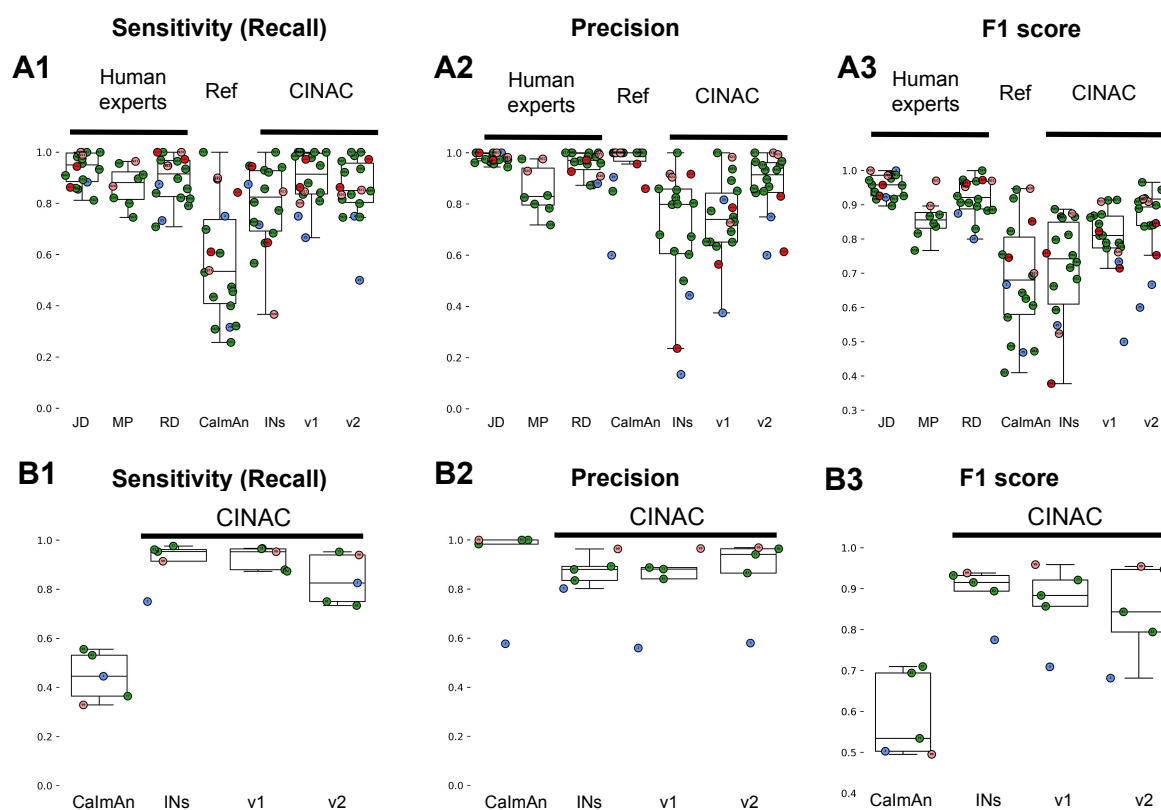 Sensitivity (Recall)
Precision
F1 score
A1
A2
A3
Human
experts
Ref
CINAC
Human
experts
Ref
CINAC
Human
experts
Ref
CINAC
1.0
0.8
0.6
0.4
0.2
0.0
JD
MP
RD
CaImAn
INs
v1
v2
1.0
0.8
0.6
0.4
0.2
0.0
JD
MP
RD
CaImAn
INs
v1
v2
1.0
0.9
0.8
0.7
0.6
0.5
0.4
0.3
JD
MP
RD
CaImAn
INs
v1
v2
B1
Sensitivity (Recall)
B2
Precision
B3
F1 score
CINAC
CINAC
CINAC
1.0
0.8
0.6
0.4
0.2
0.0
CaImAn
INs
v1
v2
1.0
0.8
0.6
0.4
0.2
0.0
CaImAn
INs
v1
v2
1.0
0.9
0.8
0.7
0.6
0.5
0.4
CaImAn
INs
v1
v2